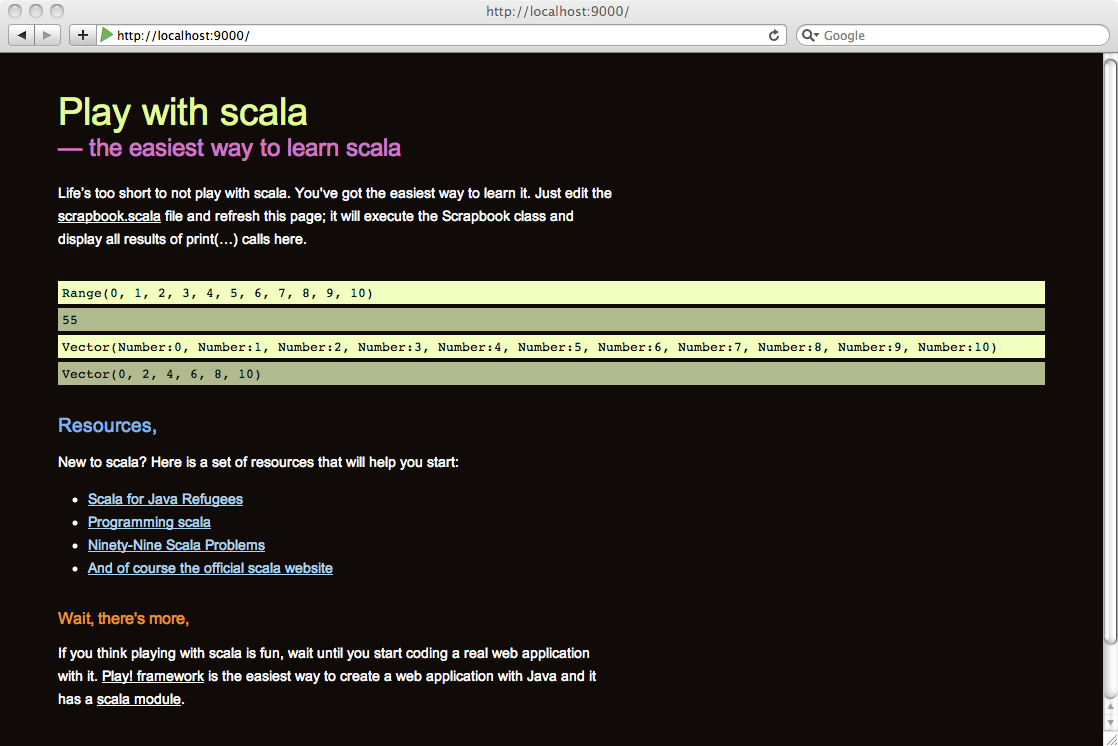 http://localhost:9000/
http://localhost:9000/
Google
Play with scala
— the easiest way to learn scala
Life's too short to not play with scala. You've got the easiest way to learn it. Just edit the
scrapbook.scala file and refresh this page; it will execute the Scrapbook class and
display all results of print(…) calls here.
Range(0, 1, 2, 3, 4, 5, 6, 7, 8, 9, 10)
55
Vector(Number:0, Number:1, Number:2, Number:3, Number:4, Number:5, Number:6, Number:7, Number:8, Number:9, Number:10)
Vector(0, 2, 4, 6, 8, 10)
Resources,
New to scala? Here is a set of resources that will help you start:
• Scala for Java Refugees
• Programming scala
• Ninety-Nine Scala Problems
• And of course the official scala website
Wait, there's more,
If you think playing with scala is fun, wait until you start coding a real web application
with it. Play! framework is the easiest way to create a web application with Java and it
has a scala module.